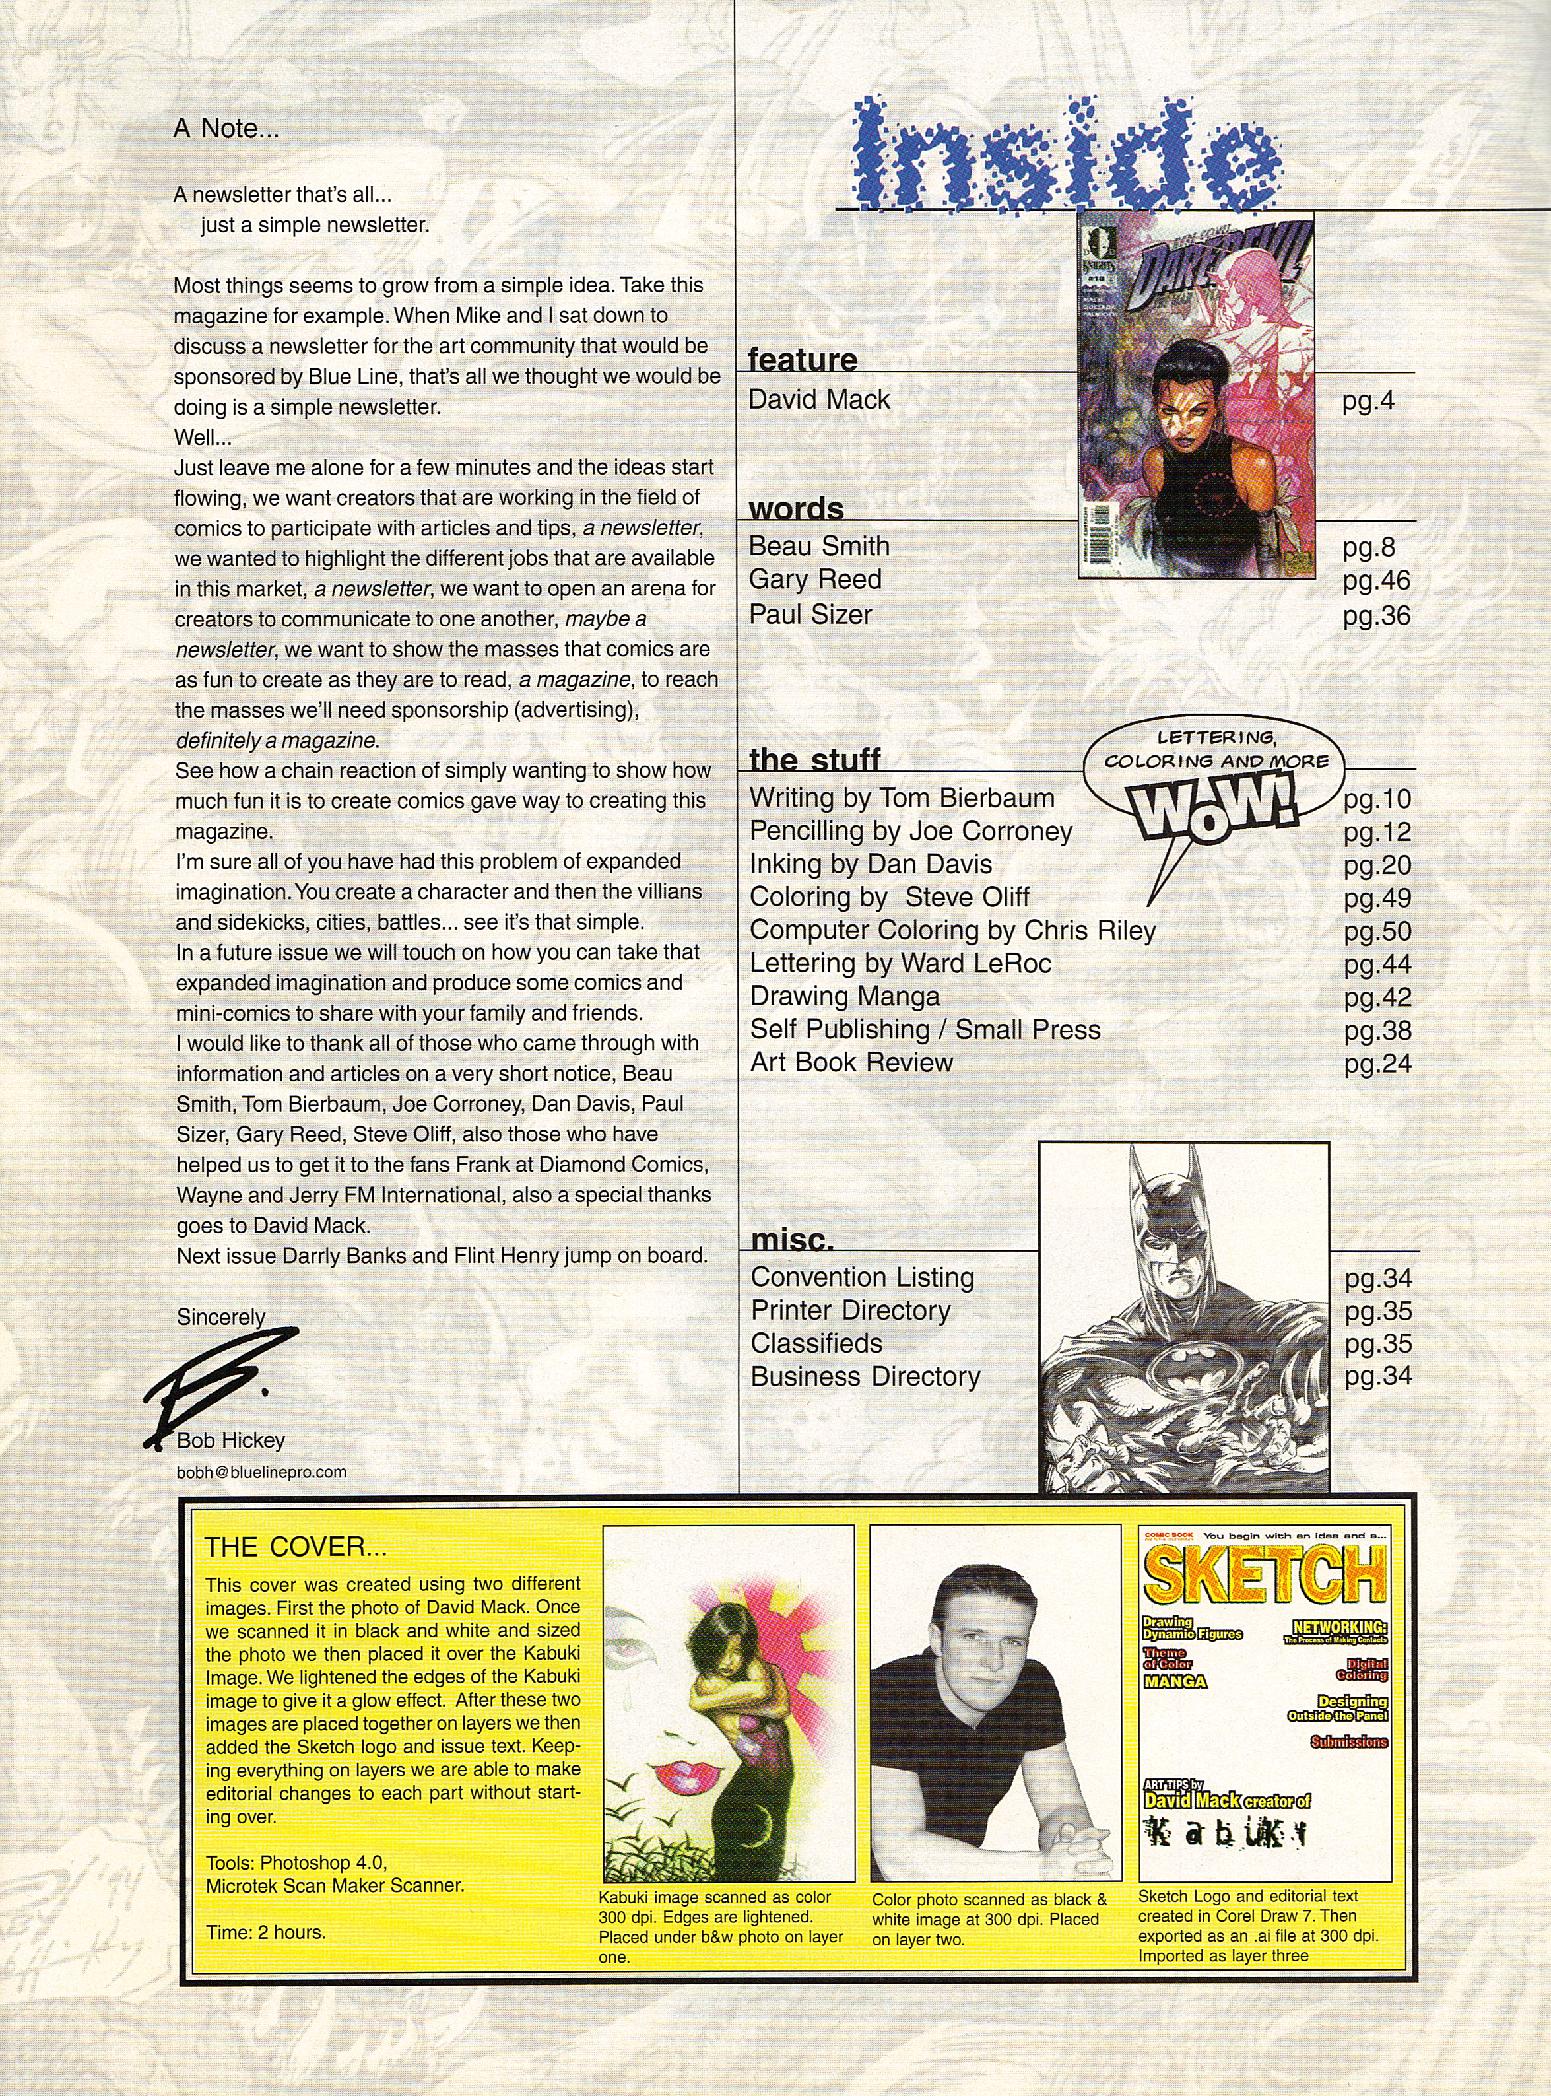 A Note...
A newsletter that's all...
just a simple newsletter.
Most things seems to grow from a simple idea. Take this
magazine for example. When Mike and I sat down to
discuss a newsletter for the art community that would be
sponsored by Blue Line, that's all we thought we would be
doing is a simple newsletter.
Well...
Just leave me alone for a few minutes and the ideas start
flowing, we want creators that are working in the field of
comics to participate with articles and tips, a newsletter,
we wanted to highlight the different jobs that are available
in this market, a newsletter, we want to open an arena for
creators to communicate to one another, maybe a
newsletter, we want to show the masses that comics are
as fun to create as they are to read, a magazine, to reach
the masses we'll need sponsorship (advertising),
definitely a magazine.
See how a chain reaction of simply wanting to show how
much fun it is to create comics gave way to creating this
magazine.
I'm sure all of you have had this problem of expanded
imagination. You create a character and then the villians
and sidekicks, cities, battles... see it's that simple.
In a future issue we will touch on how you can take that
expanded imagination and produce some comics and
mini-comics to share with your family and friends.
I would like to thank all of those who came through with
information and articles on a very short notice, Beau
Smith, Tom Bierbaum, Joe Corroney, Dan Davis, Paul
Sizer, Gary Reed, Steve Oliff, also those who have
helped us to get it to the fans Frank at Diamond Comics,
Wayne and Jerry FM International, also a special thanks
goes to David Mack.
Next issue Darrly Banks and Flint Henry jump on board.
Sincerely
B.
Bob Hickey
bobh@bluelinepro.com
Inside
DAREDEVIL
feature
David Mack pg.4
words
Beau Smith pg.8
Gary Reed pg.46
Paul Sizer pg.36
LETTERING,
COLORING AND MORE
WOW!
the stuff
Writing by Tom Bierbaum pg.10
Pencilling by Joe Corroney pg.12
Inking by Dan Davis pg.20
Coloring by Steve Oliff pg.49
Computer Coloring by Chris Riley pg.50
Lettering by Ward LeRoc pg.44
Drawing Manga pg.42
Self Publishing / Small Press pg.38
Art Book Review pg.24
misc.
Convention Listing pg.34
Printer Directory pg.35
Classifieds pg.35
Business Directory pg.34
THE COVER...
This cover was created using two different
images. First the photo of David Mack. Once
we scanned it in black and white and sized
the photo we then placed it over the Kabuki
Image. We lightened the edges of the Kabuki
image to give it a glow effect. After these two
images are placed together on layers we then
added the Sketch logo and issue text. Keep-
ing everything on layers we are able to make
editorial changes to each part without start-
ing over.
Tools: Photoshop 4.0,
Microtek Scan Maker Scanner.
Time: 2 hours.
Kabuki image scanned as color
300 dpi. Edges are lightened.
Placed under b&w photo on layer
one.
Color photo scanned as black &
white image at 300 dpi. Placed
on layer two.
COMIC BOOK
You begin with an idea and a...
SKETCH
Drawing
Dynamic Figures
Theme
of Color
MANGA
NETWORKING:
The Process of Making Contacts
Digital
Coloring
Designing
Outside the Panel
Submissions
ART TIPS by
David Mack creator of
Kabuki
Sketch Logo and editorial text
created in Corel Draw 7. Then
exported as an .ai file at 300 dpi.
Imported as layer three